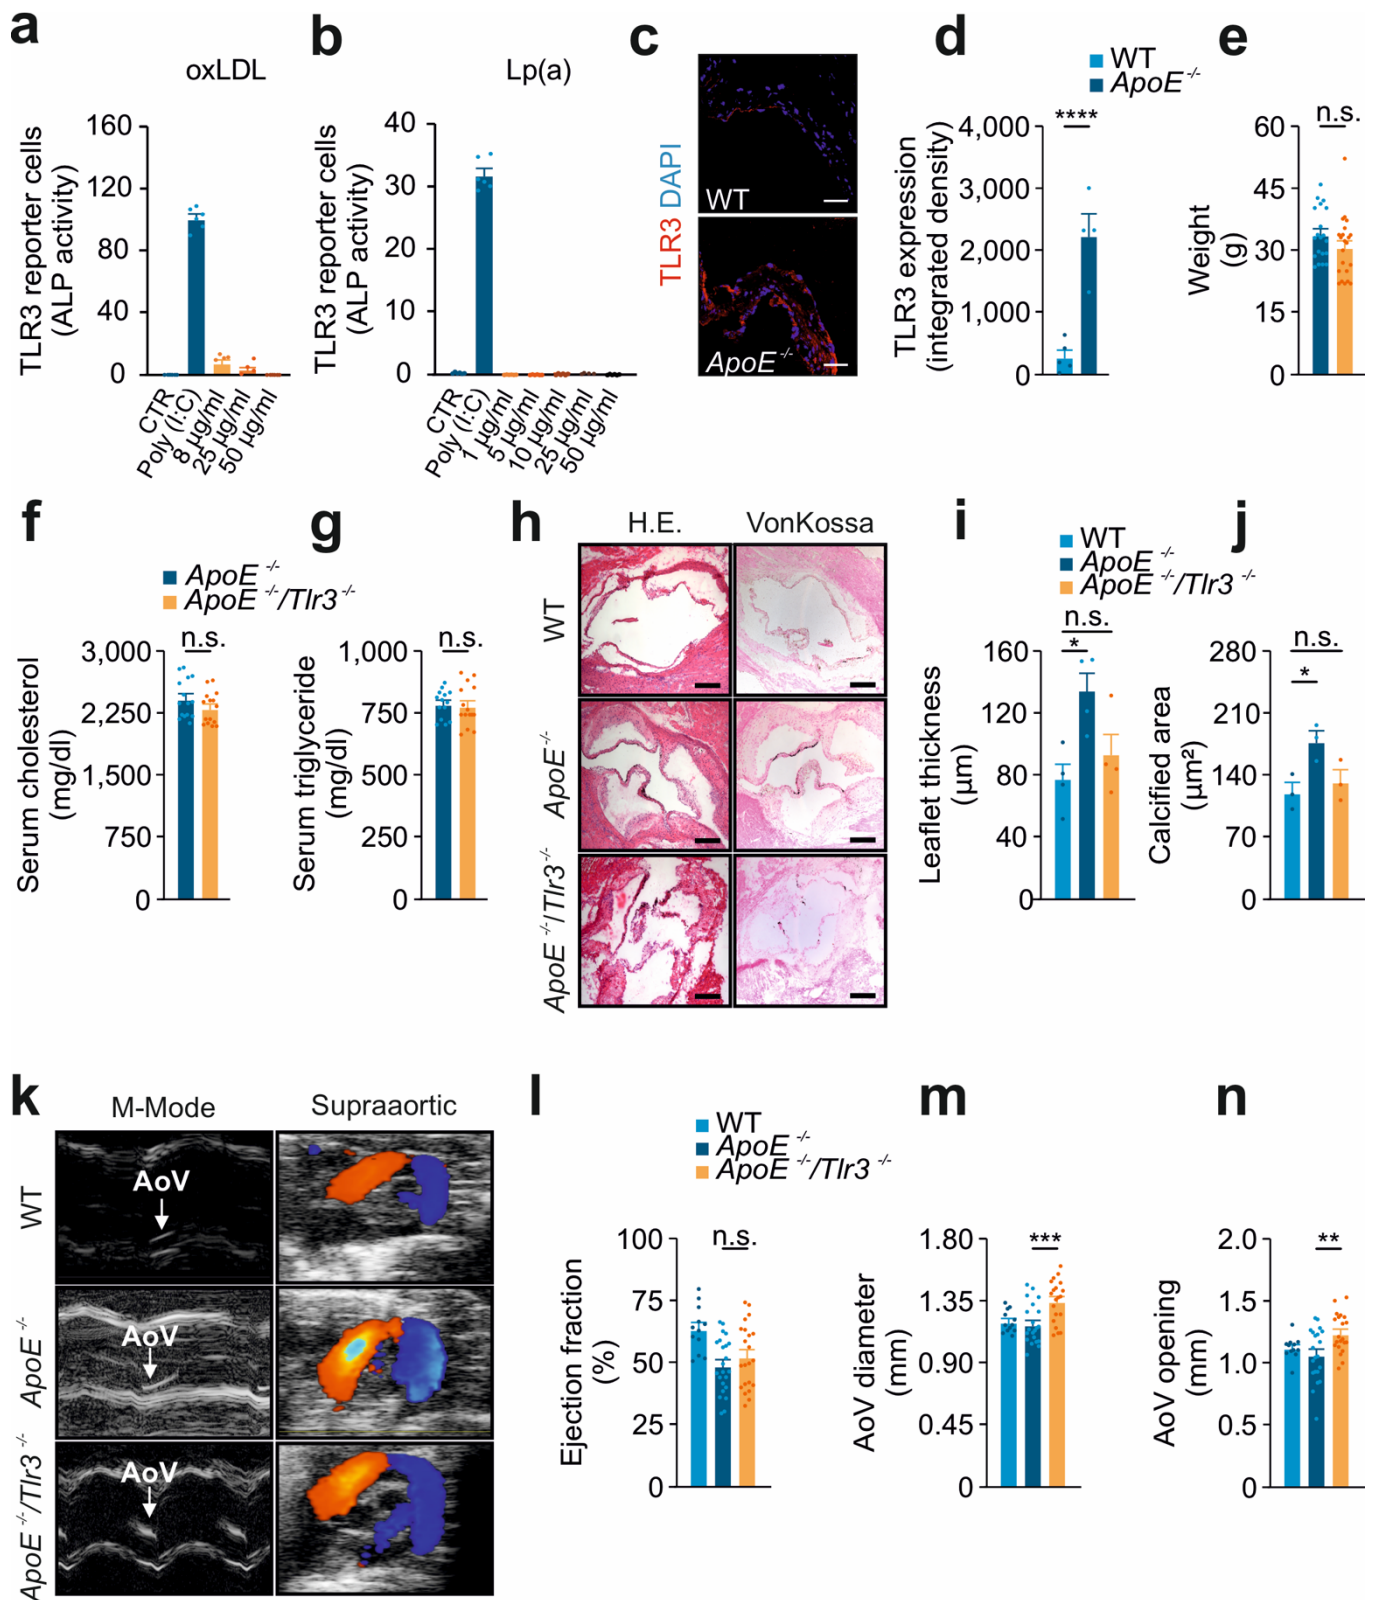 a
oxLDL
TLR3 reporter cells
(ALP activity)
160
120
80
40
0
CTR
Poly (I:C)
8 µg/ml
25 µg/ml
50 µg/ml
b
Lp(a)
TLR3 reporter cells
(ALP activity)
40
30
20
10
0
CTR
Poly (I:C)
1 µg/ml
5 µg/ml
10 µg/ml
25 µg/ml
50 µg/ml
c
TLR3 DAPI
WT
ApoE -/-
d
WT
ApoE -/-
****
TLR3 expression
(integrated density)
4,000
3,000
2,000
1,000
0
e
n.s.
Weight
(g)
60
45
30
15
0
f
ApoE -/-
ApoE -/-/Tlr3 -/-
n.s.
Serum cholesterol
(mg/dl)
3,000
2,250
1,500
750
0
g
n.s.
Serum triglyceride
(mg/dl)
1,000
750
500
250
0
h
H.E.
VonKossa
WT
ApoE -/-
ApoE -/-/Tlr3 -/-
i
WT
ApoE -/-
ApoE -/-/Tlr3 -/-
n.s.
*
Leaflet thickness
(µm)
160
120
80
40
0
j
n.s.
*
Calcified area
(µm²)
280
210
140
70
0
k
M-Mode
Supraaortic
WT
AoV
ApoE -/-
AoV
ApoE -/-/Tlr3 -/-
AoV
l
WT
ApoE -/-
ApoE -/-/Tlr3 -/-
n.s.
Ejection fraction
(%)
100
75
50
25
0
m
***
AoV diameter
(mm)
1.80
1.35
0.90
0.45
0
n
**
AoV opening
(mm)
2.0
1.5
1.0
0.5
0